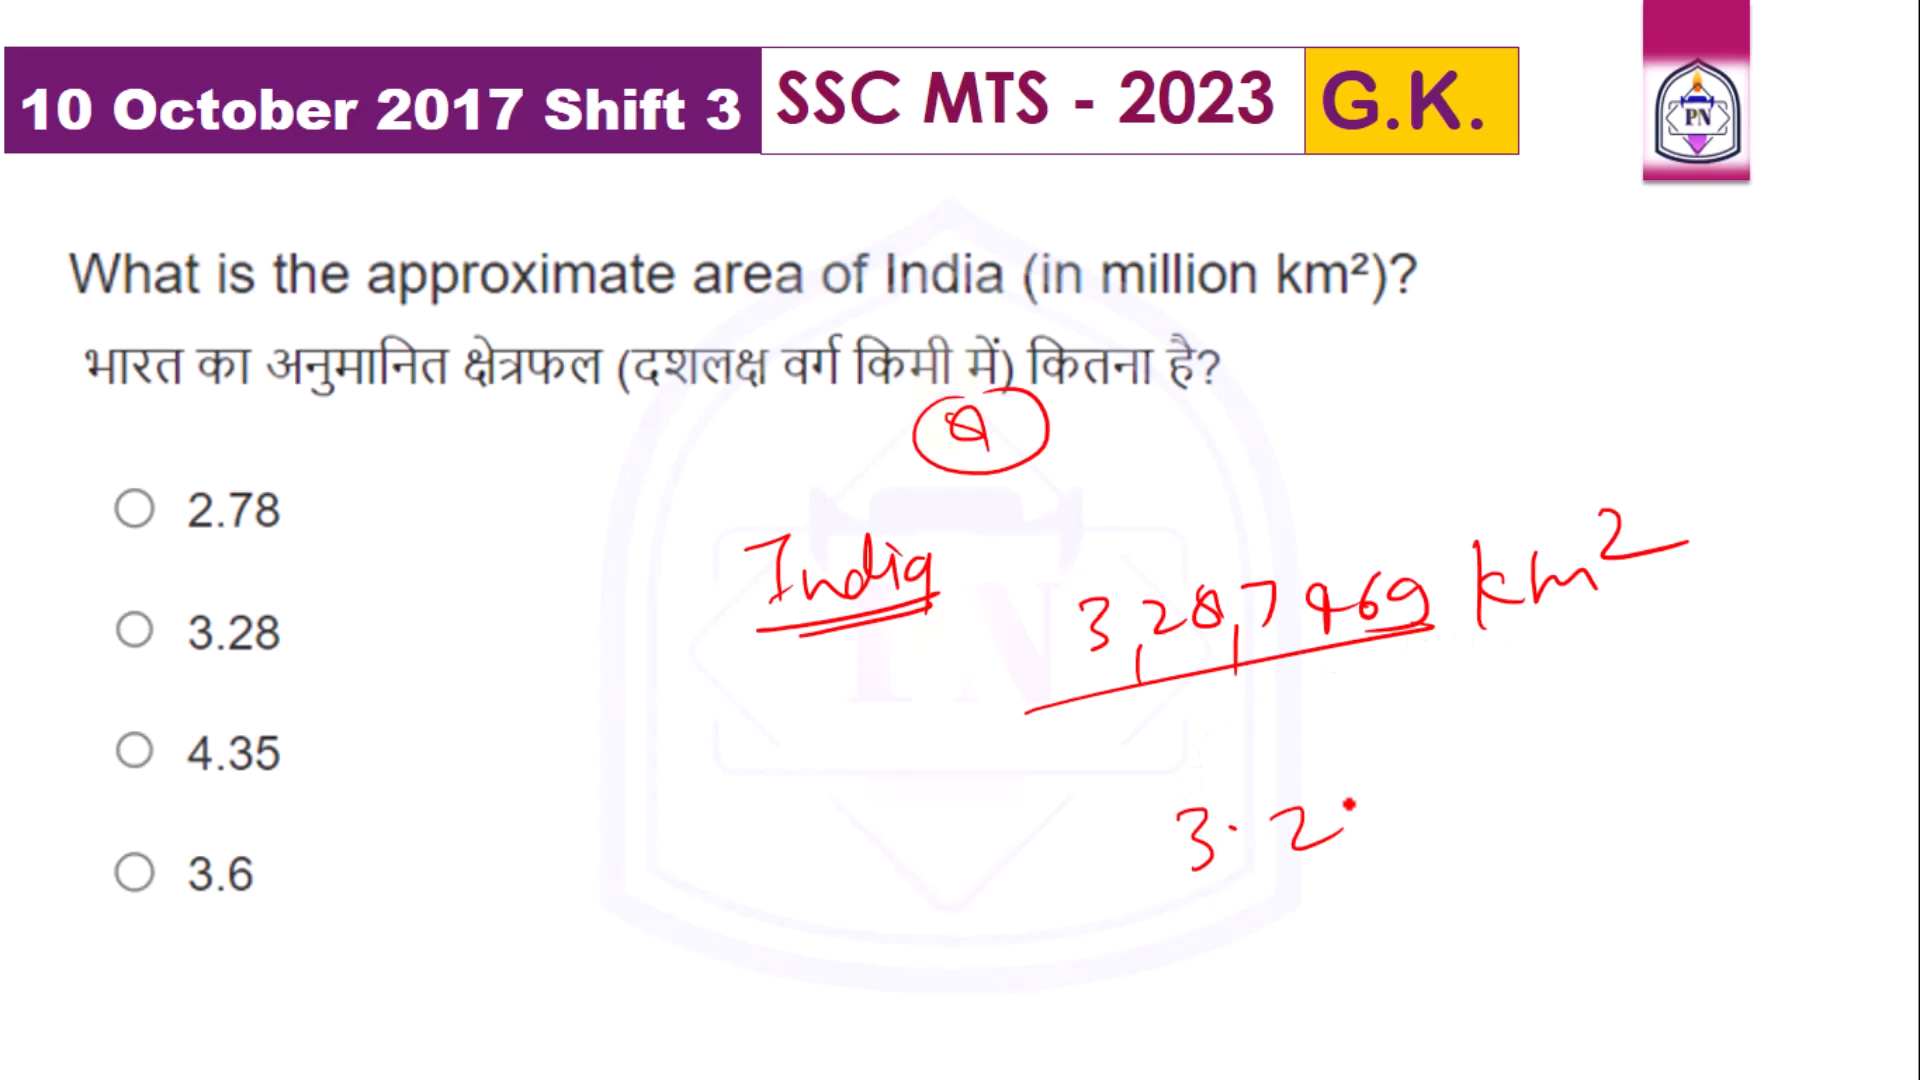 10 October 2017 Shift 3 SSC MTS - 2023 G.K.
PN
What is the approximate area of India (in million km²)?
भारत का अनुमानित क्षेत्रफल (दशलक्ष वर्ग किमी में) कितना है?
2.78
India 3,287,469 km²
3.28
4.35
3.2
3.6
PN